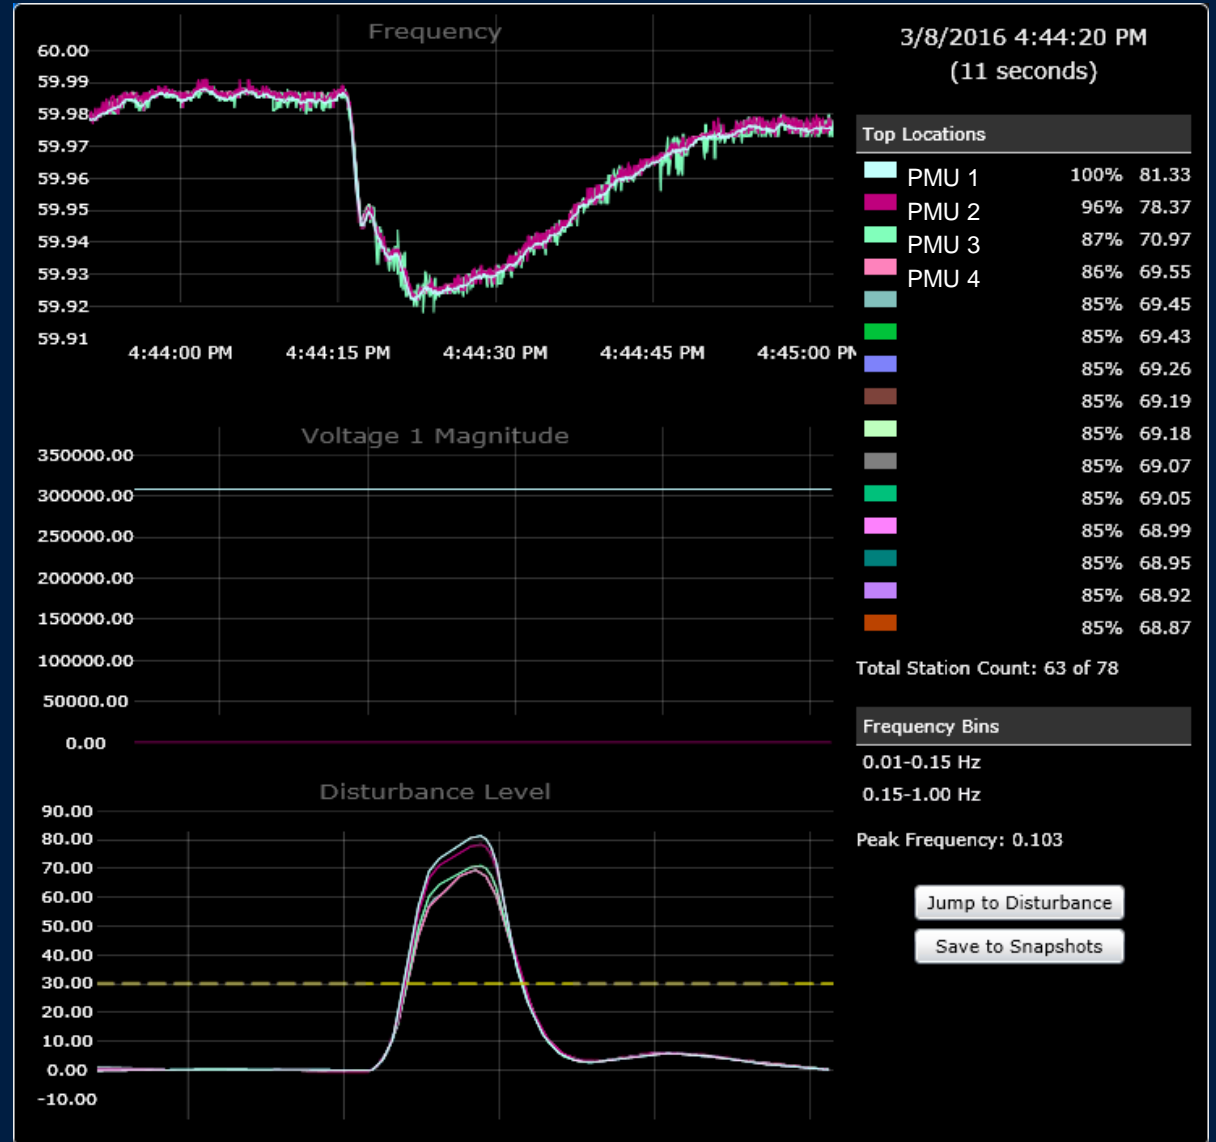 Frequency
60.00
59.99
59.98
59.97
59.96
59.95
59.94
59.93
59.92
59.91
4:44:00 PM 4:44:15 PM 4:44:30 PM 4:44:45 PM 4:45:00 PM
Voltage 1 Magnitude
350000.00
300000.00
250000.00
200000.00
150000.00
100000.00
50000.00
0.00
Disturbance Level
90.00
80.00
70.00
60.00
50.00
40.00
30.00
20.00
10.00
0.00
-10.00
3/8/2016 4:44:20 PM
(11 seconds)
Top Locations
PMU 1 100% 81.33
PMU 2 96% 78.37
PMU 3 87% 70.97
PMU 4 86% 69.55
85% 69.45
85% 69.43
85% 69.26
85% 69.19
85% 69.18
85% 69.07
85% 69.05
85% 68.99
85% 68.95
85% 68.92
85% 68.87
Total Station Count: 63 of 78
Frequency Bins
0.01-0.15 Hz
0.15-1.00 Hz
Peak Frequency: 0.103
Jump to Disturbance
Save to Snapshots